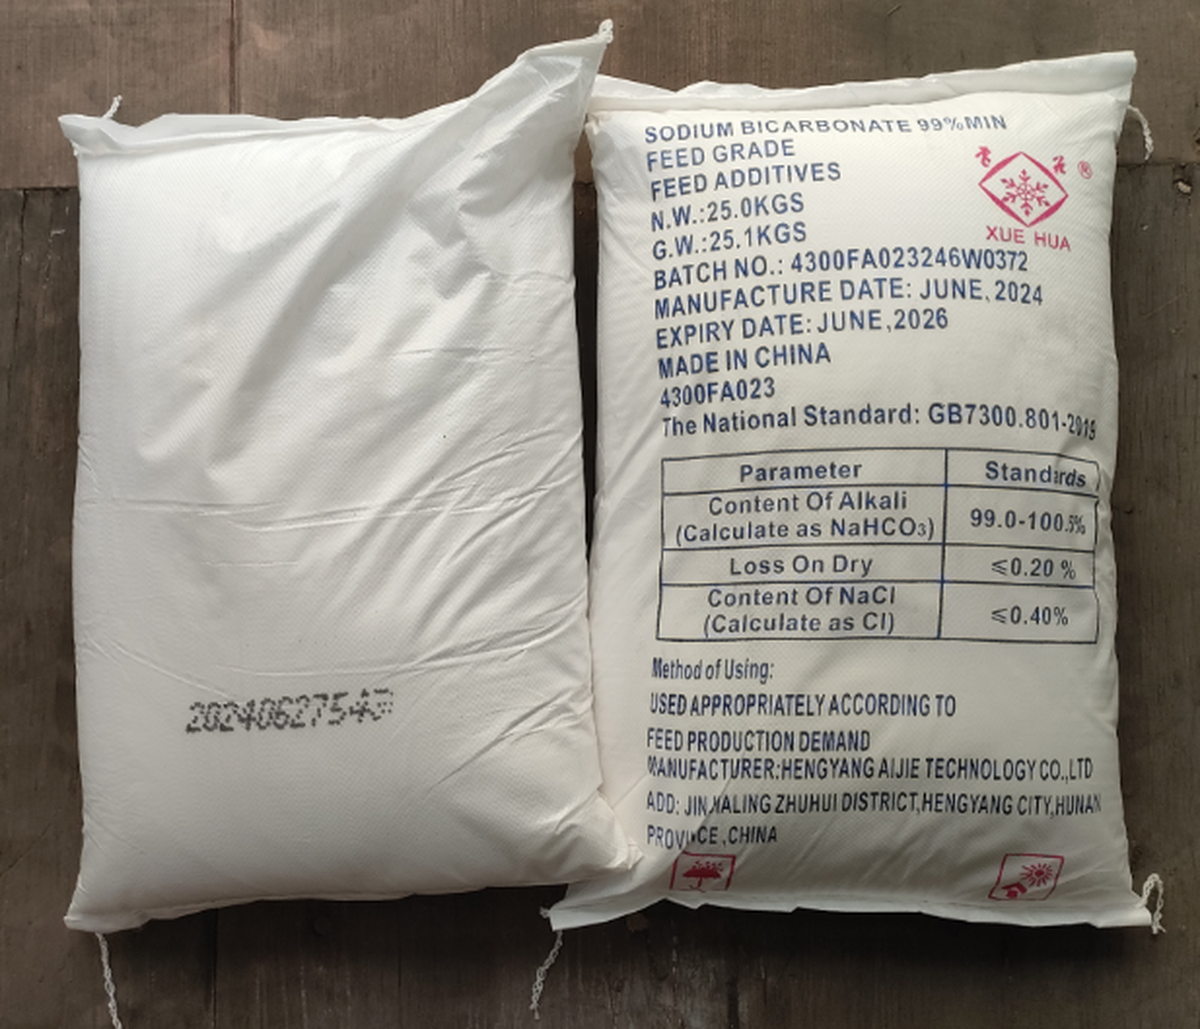 SODIUM BICARBONATE 99%MIN
FEED GRADE
FEED ADDITIVES
N.W.:25.0KGS
G.W.:25.1KGS
BATCH NO.: 4300FA023246W0372
MANUFACTURE DATE: JUNE, 2024
EXPIRY DATE: JUNE,2026
MADE IN CHINA
4300FA023
The National Standard: GB7300.801-2019
®
XUE HUA
Parameter Standards
Content Of Alkali
(Calculate as NaHCO₃) 99.0-100.5%
Loss On Dry ≤0.20 %
Content Of NaCl
(Calculate as Cl) ≤0.40%
Method of Using:
USED APPROPRIATELY ACCORDING TO
FEED PRODUCTION DEMAND
MANUFACTURER:HENGYANG AIJIE TECHNOLOGY CO.,LTD
ADD: ZHUHUI DISTRICT,HENGYANG CITY,HUNAN
PROVINCE ,CHINA